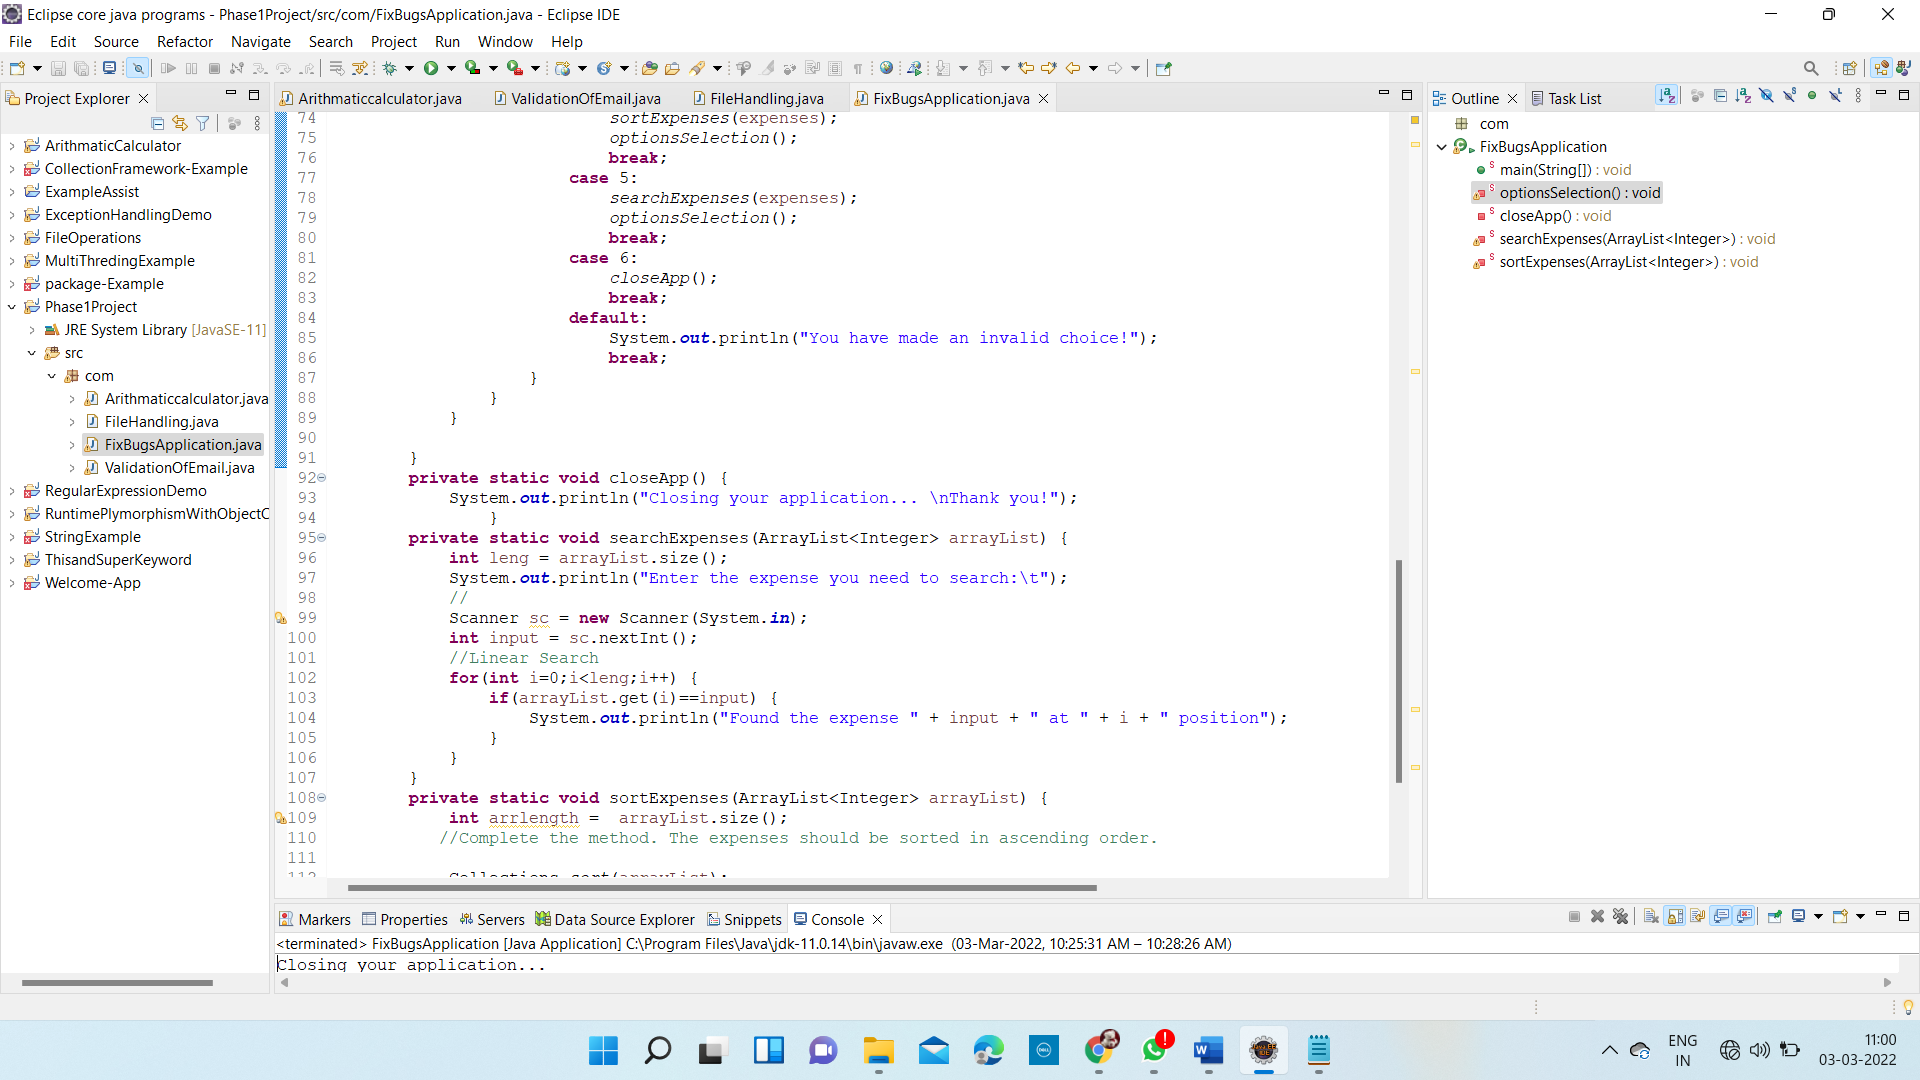 Eclipse core java programs - Phase1Project/src/com/FixBugsApplication.java - Eclipse IDE
File Edit Source Refactor Navigate Search Project Run Window Help
Project Explorer
ArithmaticCalculator
CollectionFramework-Example
ExampleAssist
ExceptionHandlingDemo
FileOperations
MultiThredingExample
package-Example
Phase1Project
JRE System Library [JavaSE-11]
src
com
Arithmaticcalculator.java
FileHandling.java
FixBugsApplication.java
ValidationOfEmail.java
RegularExpressionDemo
RuntimePlymorphismWithObjectC
StringExample
ThisandSuperKeyword
Welcome-App
Arithmaticcalculator.java ValidationOfEmail.java FileHandling.java FixBugsApplication.java
74 sortExpenses(expenses);
75 optionsSelection();
76 break;
77 case 5:
78 searchExpenses(expenses);
79 optionsSelection();
80 break;
81 case 6:
82 closeApp();
83 break;
84 default:
85 System.out.println("You have made an invalid choice!");
86 break;
87 }
88 }
89 }
90
91 }
92 private static void closeApp() {
93 System.out.println("Closing your application... \nThank you!");
94 }
95 private static void searchExpenses(ArrayList<Integer> arrayList) {
96 int leng = arrayList.size();
97 System.out.println("Enter the expense you need to search:\t");
98 //
99 Scanner sc = new Scanner(System.in);
100 int input = sc.nextInt();
101 //Linear Search
102 for(int i=0;i<leng;i++) {
103 if(arrayList.get(i)==input) {
104 System.out.println("Found the expense " + input + " at " + i + " position");
105 }
106 }
107 }
108 private static void sortExpenses(ArrayList<Integer> arrayList) {
109 int arrlength = arrayList.size();
110 //Complete the method. The expenses should be sorted in ascending order.
111
112 Collections.sort(arrayList);
Outline Task List
com
FixBugsApplication
main(String[]) : void
optionsSelection() : void
closeApp() : void
searchExpenses(ArrayList<Integer>) : void
sortExpenses(ArrayList<Integer>) : void
Markers Properties Servers Data Source Explorer Snippets Console
<terminated> FixBugsApplication [Java Application] C:\Program Files\Java\jdk-11.0.14\bin\javaw.exe (03-Mar-2022, 10:25:31 AM – 10:28:26 AM)
Closing your application...
ENG
IN
11:00
03-03-2022